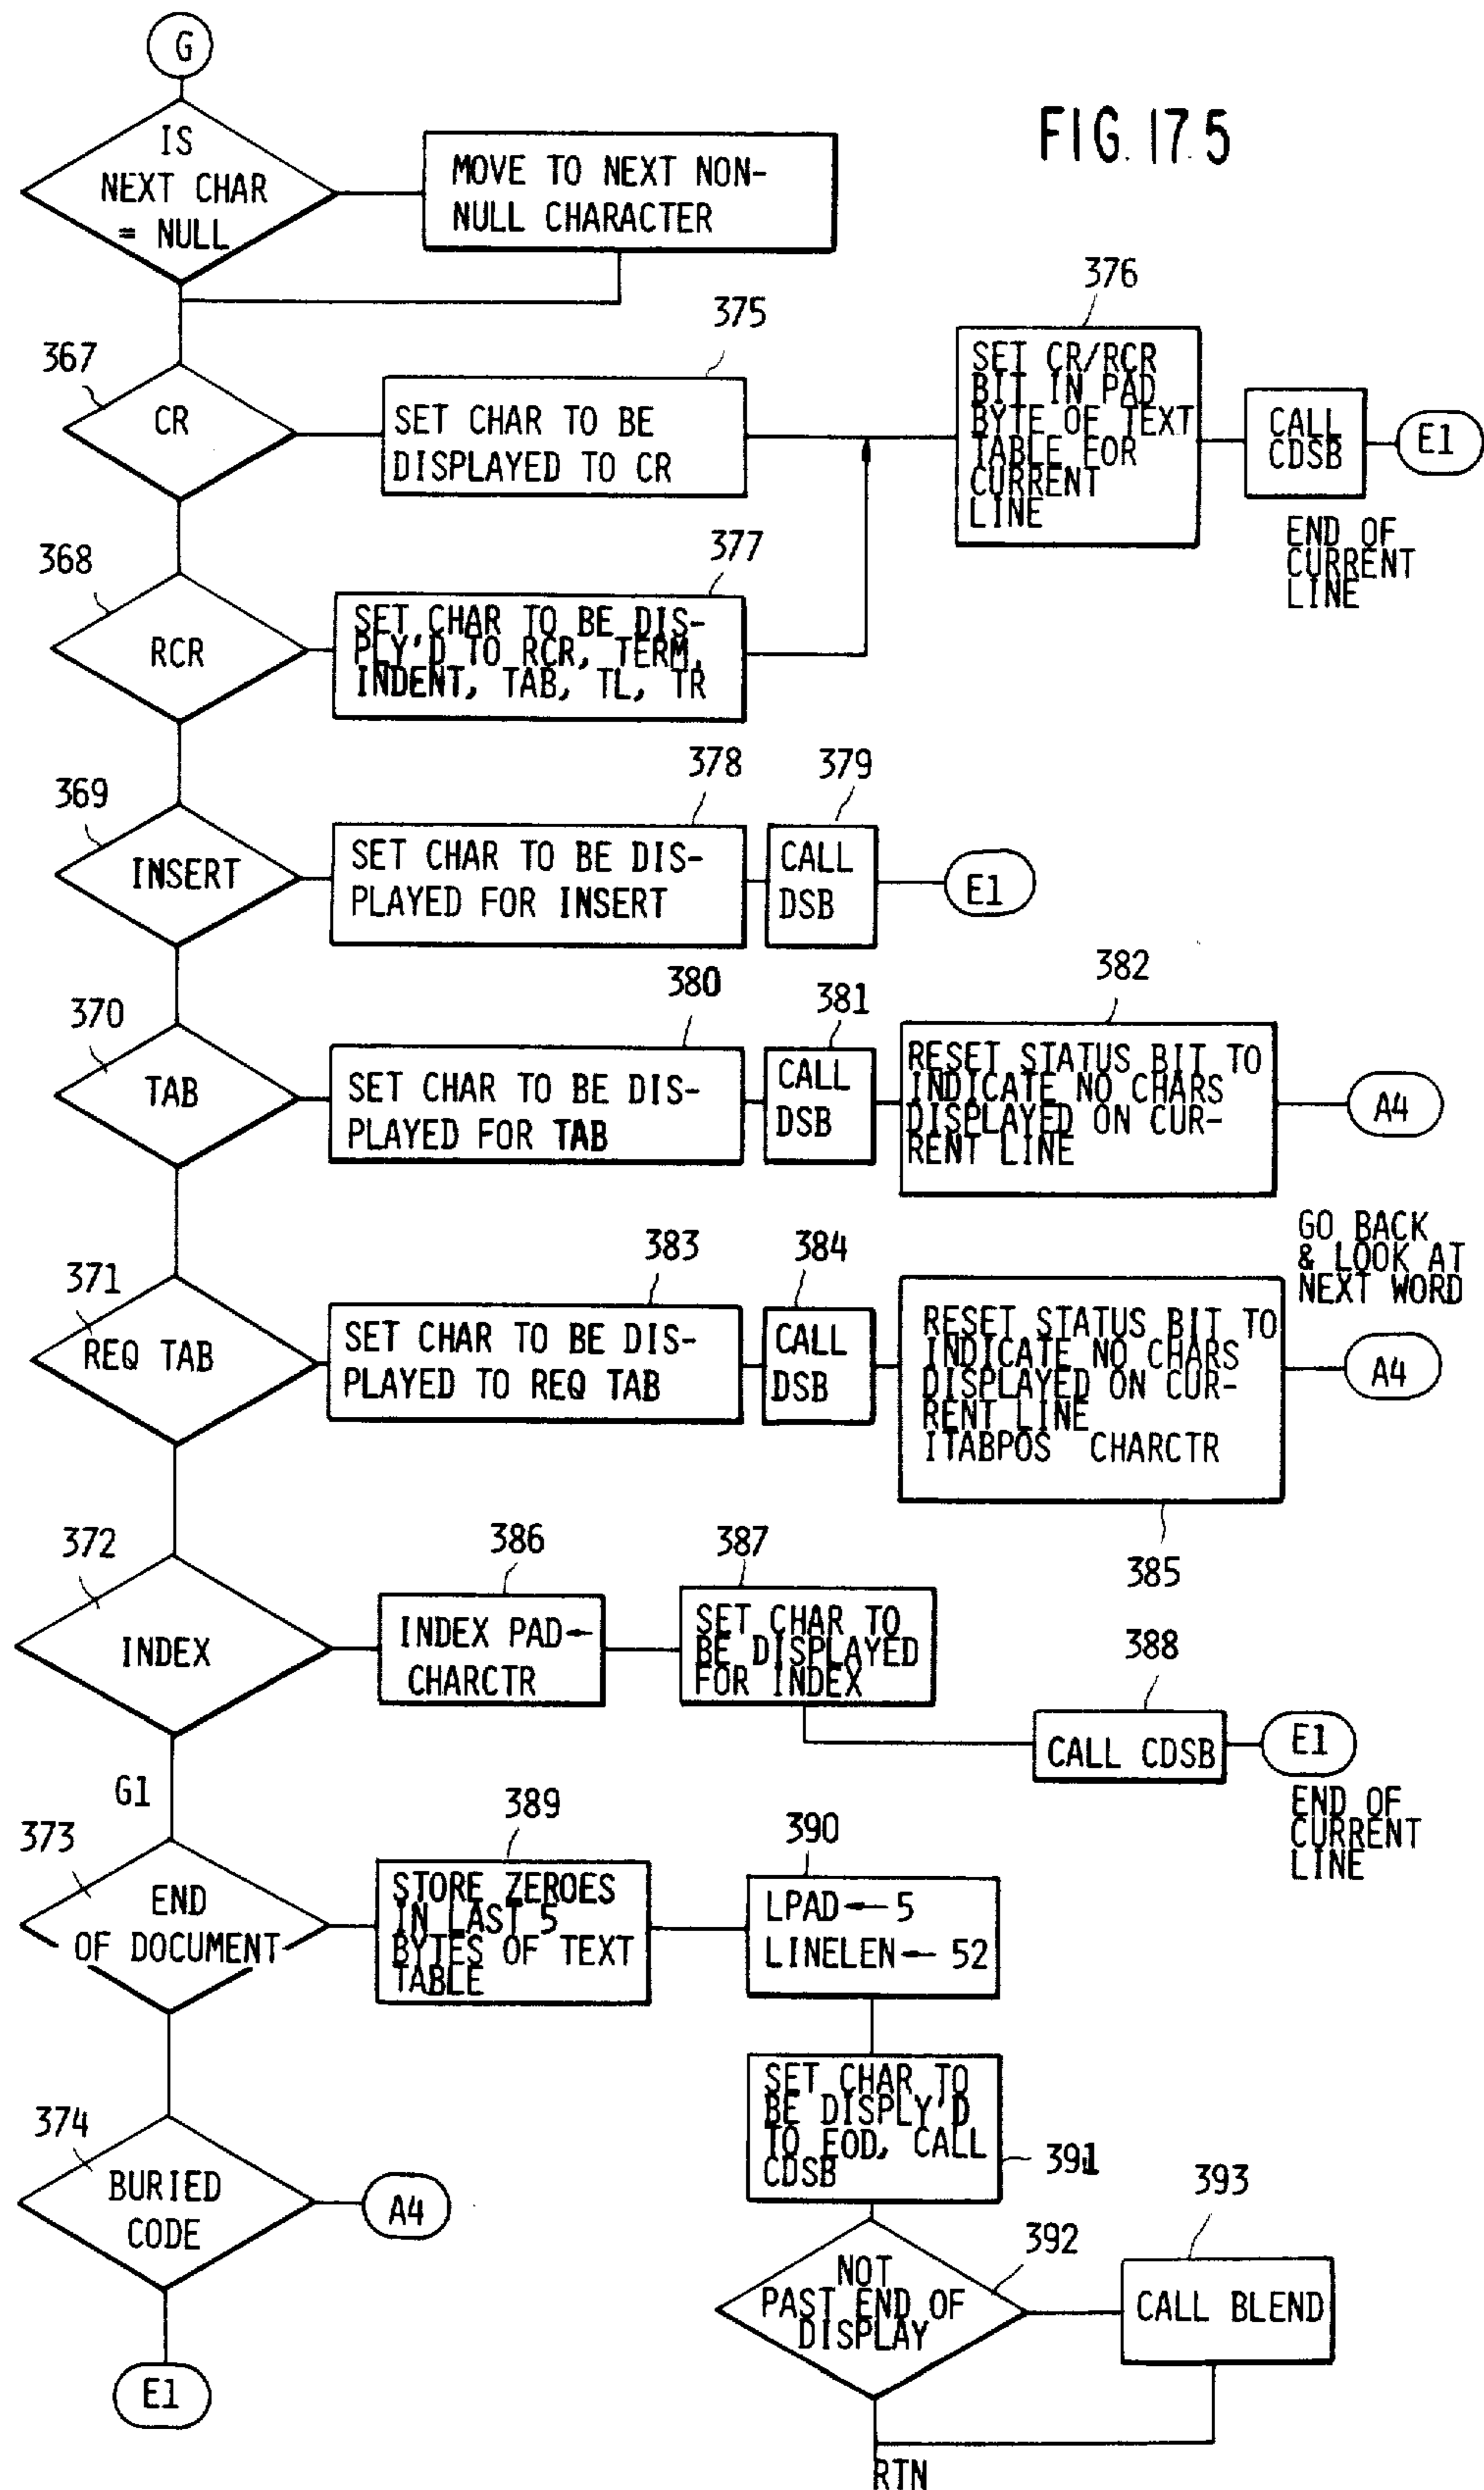 G
FIG. 17.5
IS
NEXT CHAR
= NULL
MOVE TO NEXT NON-
NULL CHARACTER
367
CR
375
SET CHAR TO BE
DISPLAYED TO CR
376
SET CR/RCR
BIT IN PAD
BYTE OF TEXT
TABLE FOR
CURRENT
LINE
CALL
CDSB
E1
END OF
CURRENT
LINE
368
RCR
377
SET CHAR TO BE DIS-
PLY'D TO RCR, TERM,
INDENT, TAB, TL, TR
369
INSERT
378
SET CHAR TO BE DIS-
PLAYED FOR INSERT
379
CALL
DSB
E1
370
TAB
380
SET CHAR TO BE DIS-
PLAYED FOR TAB
381
CALL
DSB
382
RESET STATUS BIT TO
INDICATE NO CHARS
DISPLAYED ON CUR-
RENT LINE
A4
GO BACK
& LOOK AT
NEXT WORD
371
REQ TAB
383
SET CHAR TO BE DIS-
PLAYED TO REQ TAB
384
CALL
DSB
RESET STATUS BIT TO
INDICATE NO CHARS
DISPLAYED ON CUR-
RENT LINE
ITABPOS CHARCTR
385
A4
372
INDEX
386
INDEX PAD←
CHARCTR
387
SET CHAR TO
BE DISPLAYED
FOR INDEX
388
CALL CDSB
E1
END OF
CURRENT
LINE
G1
373
END
OF DOCUMENT
389
STORE ZEROES
IN LAST 5
BYTES OF TEXT
TABLE
390
LPAD ← 5
LINELEN ← 52
SET CHAR TO
BE DISPLY'D
TO EOD, CALL
CDSB
391
374
BURIED
CODE
A4
392
NOT
PAST END OF
DISPLAY
393
CALL BLEND
E1
RTN